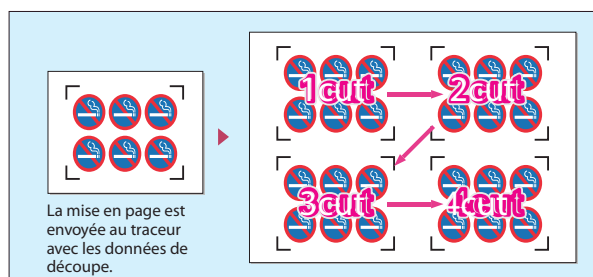 1cut
2cut
3cut
4cut
La mise en page est
envoyée au traceur
avec les données de
découpe.